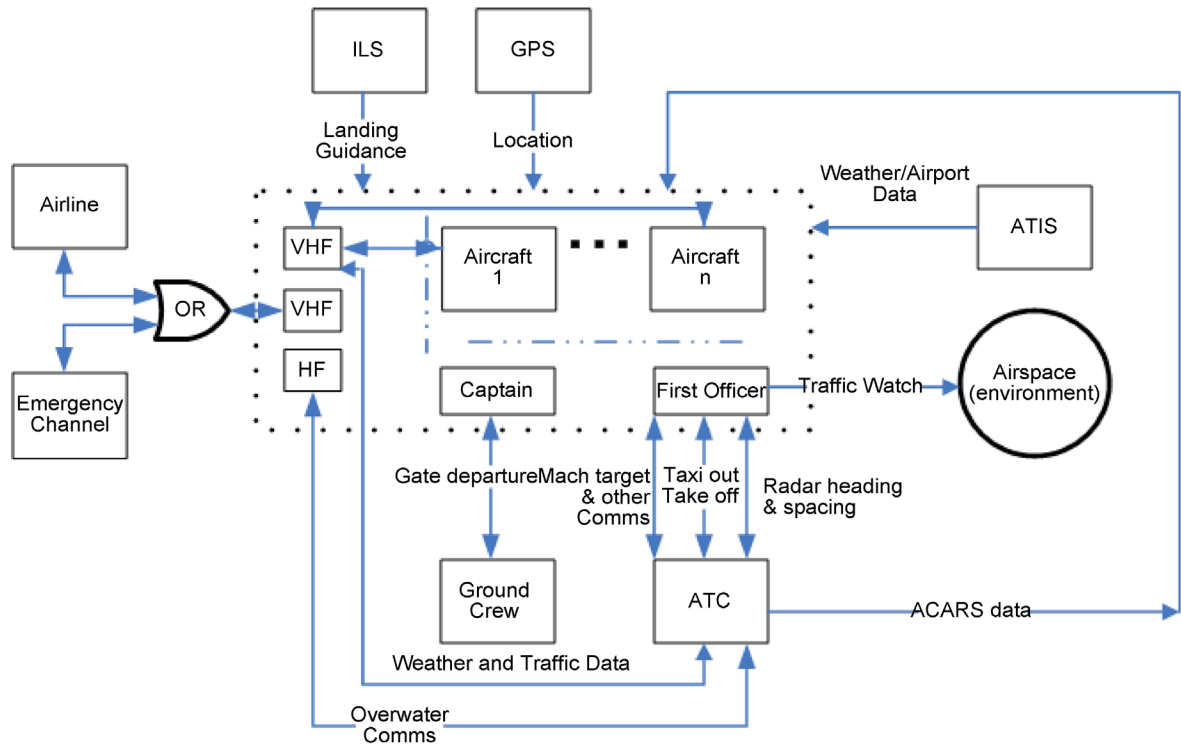 ILS
GPS
Landing
Guidance
Location
Weather/Airport
Data
Airline
ATIS
VHF
Aircraft
1
Aircraft
n
OR
VHF
HF
Emergency
Channel
Captain
First Officer
Traffic Watch
Airspace
(environment)
Gate departure
Mach target
& other
Comms
Taxi out
Take off
Radar heading
& spacing
Ground
Crew
ATC
ACARS data
Weather and Traffic Data
Overwater
Comms